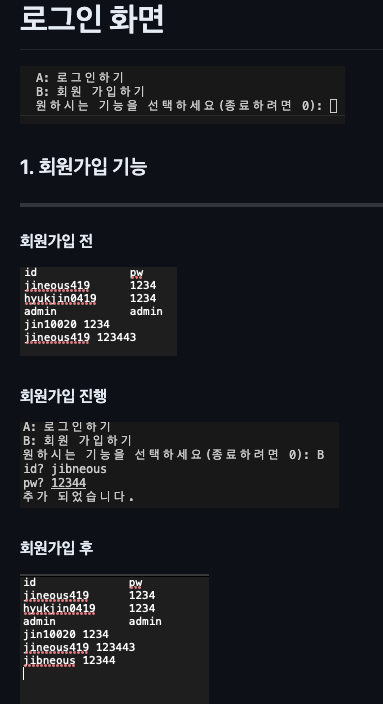 로그인 화면
A: 로그인하기
B: 회원 가입하기
원하시는 기능을 선택하세요(종료하려면 0):
1. 회원가입 기능
회원가입 전
id pw
jineous419 1234
hyukjin0419 1234
admin admin
jin10020 1234
jineous419 123443
회원가입 진행
A: 로그인하기
B: 회원 가입하기
원하시는 기능을 선택하세요(종료하려면 0): B
id? jibneous
pw? 12344
추가 되었습니다.
회원가입 후
id pw
jineous419 1234
hyukjin0419 1234
admin admin
jin10020 1234
jineous419 123443
jibneous 12344